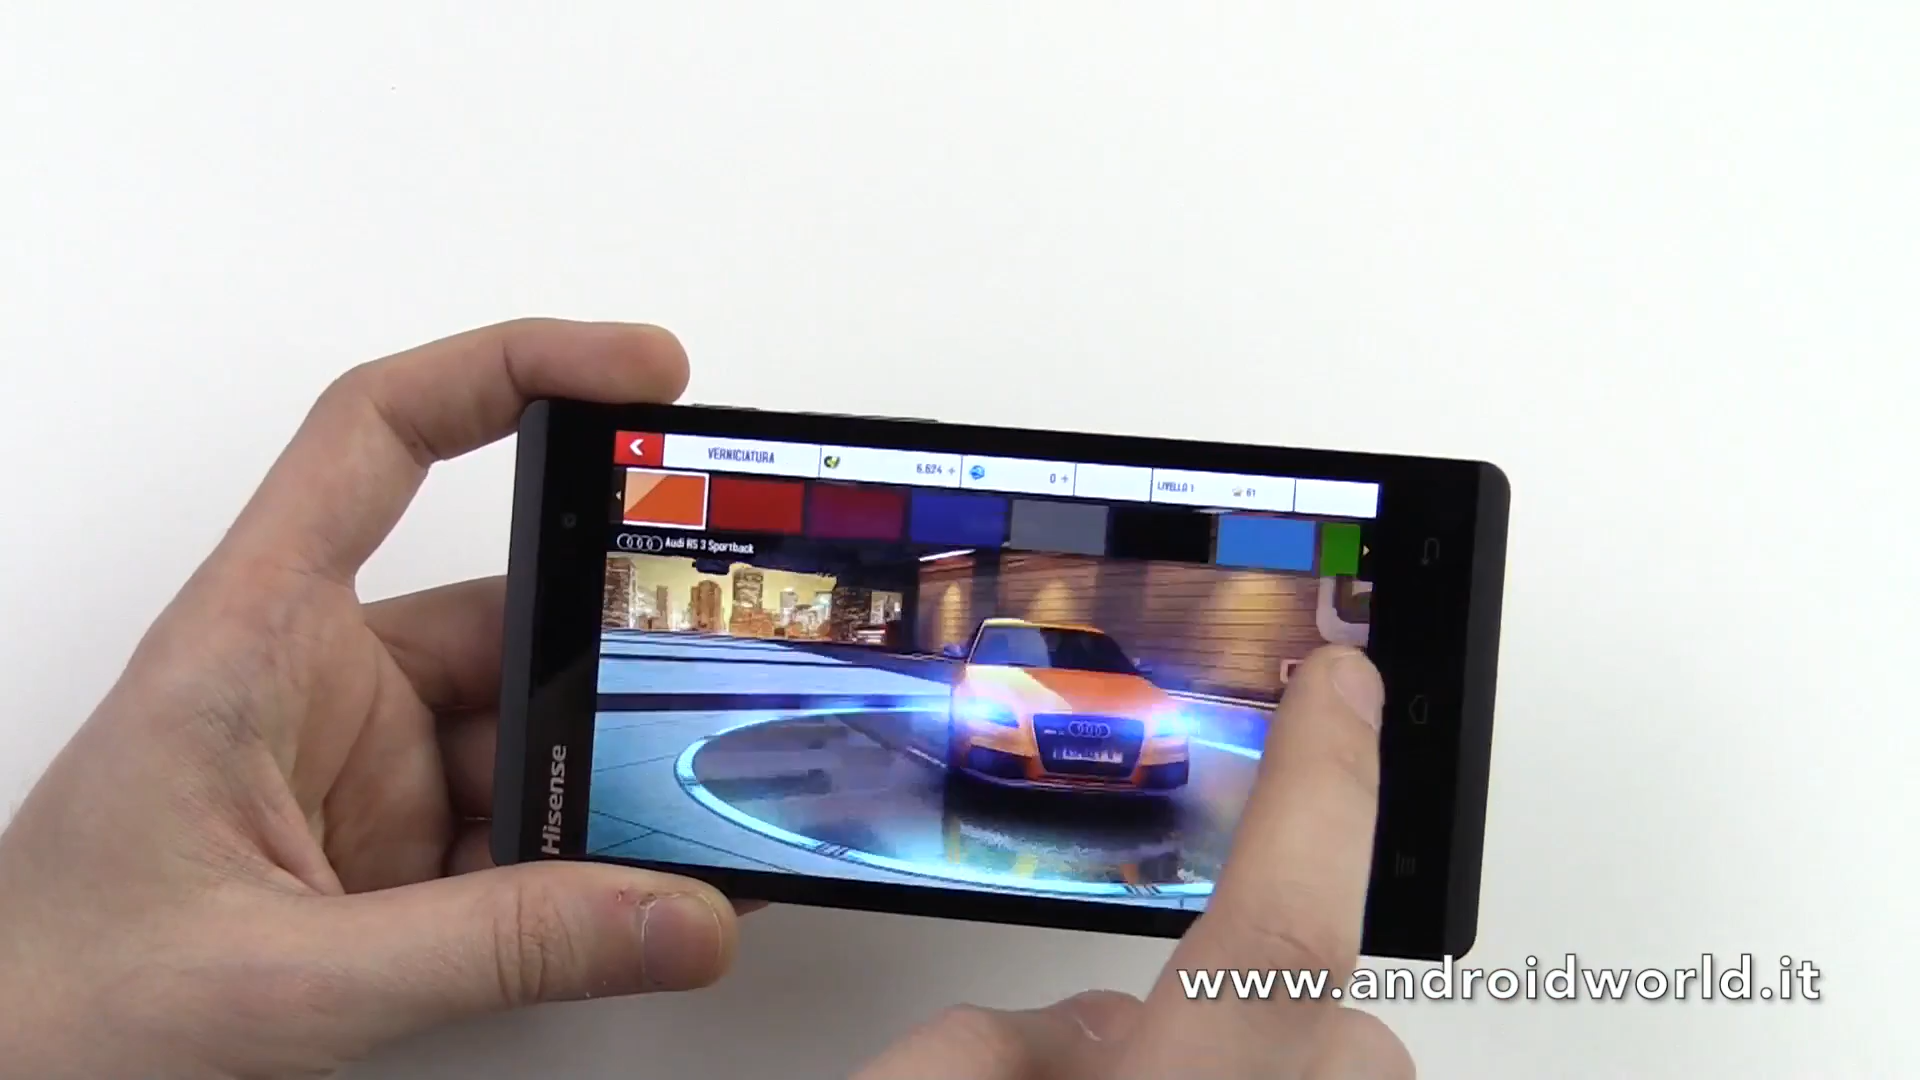 VERNICIATURA
6.624 +
0 +
LIVELLO 1
61
Audi RS 3 Sportback
Hisense
www.androidworld.it